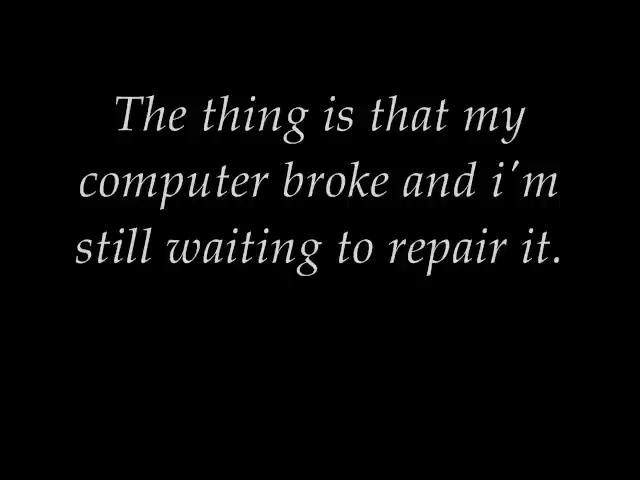 The thing is that my
computer broke and i'm
still waiting to repair it.